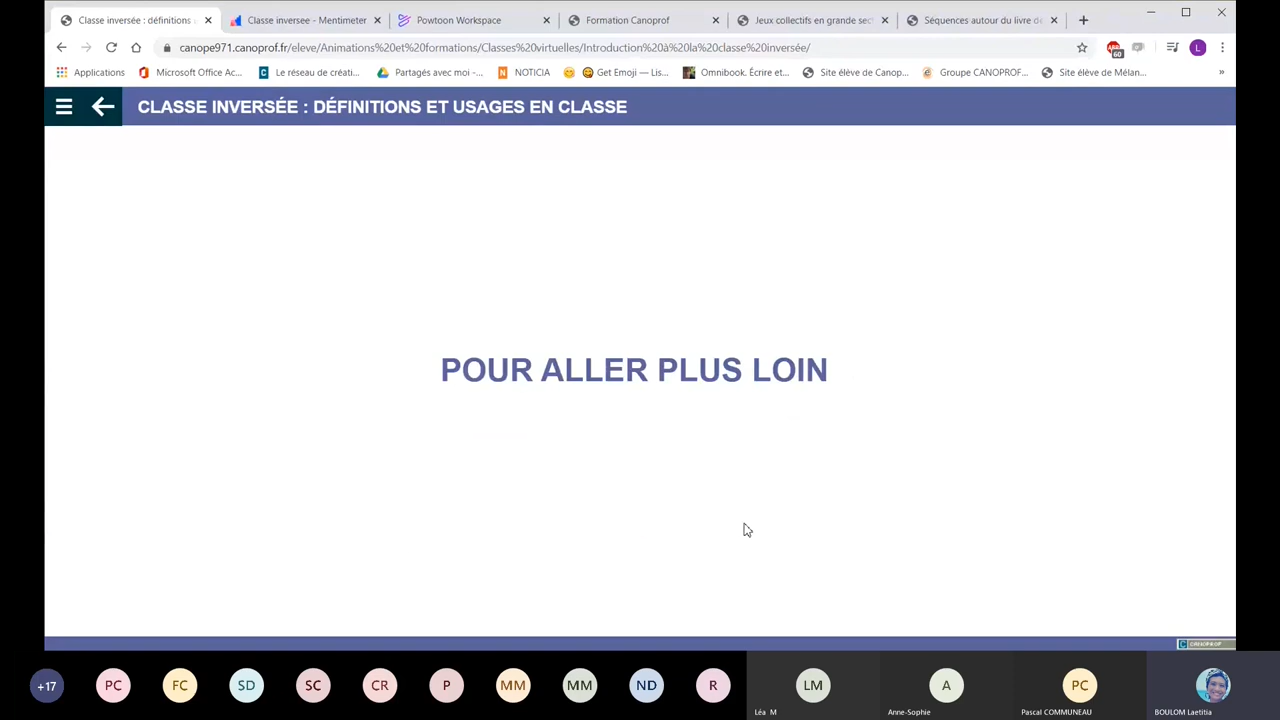 Classe inversée : définitions e
Classe inversee - Mentimeter
Powtoon Workspace
Formation Canoprof
Jeux collectifs en grande sect
Séquences autour du livre de
canope971.canoprof.fr/eleve/Animations%20et%20formations/Classes%20virtuelles/Introduction%20à%20la%20classe%20inversée/
60
L
Applications
Microsoft Office Ac...
Le réseau de créati...
Partagés avec moi -...
NOTICIA
Get Emoji — Lis...
Omnibook. Écrire et...
Site élève de Canop...
Groupe CANOPROF...
Site élève de Mélan...
»
CLASSE INVERSÉE : DÉFINITIONS ET USAGES EN CLASSE
POUR ALLER PLUS LOIN
CANOPROF
+17
PC
FC
SD
SC
CR
P
MM
MM
ND
R
LM
A
PC
Léa M
Anne-Sophie
Pascal COMMUNEAU
BOULOM Laetitia